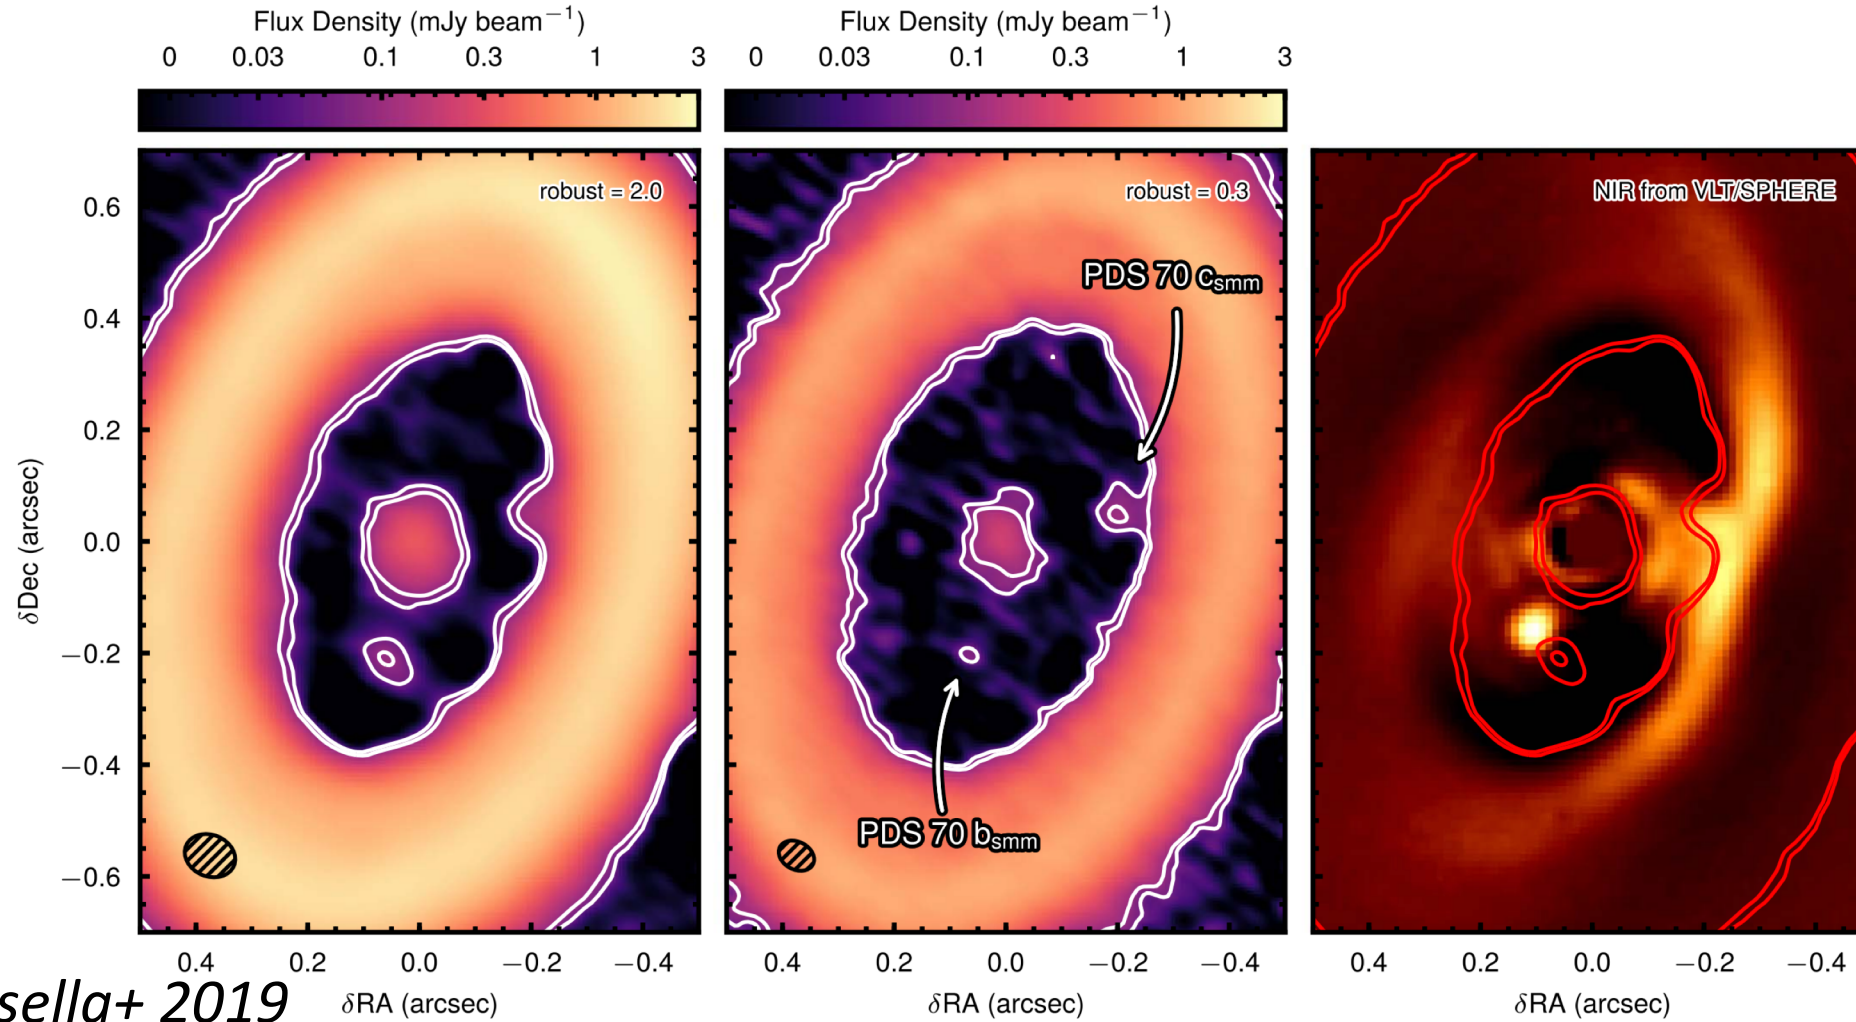 Flux Density (mJy beam⁻¹) Flux Density (mJy beam⁻¹)
0 0.03 0.1 0.3 1 3 0 0.03 0.1 0.3 1 3
robust = 2.0 robust = 0.3 NIR from VLT/SPHERE
PDS 70 c_smm
PDS 70 b_smm
0.6
0.4
0.2
0.0
−0.2
−0.4
−0.6
δDec (arcsec)
0.4 0.2 0.0 −0.2 −0.4 0.4 0.2 0.0 −0.2 −0.4 0.4 0.2 0.0 −0.2 −0.4
δRA (arcsec) δRA (arcsec) δRA (arcsec)
sella+ 2019